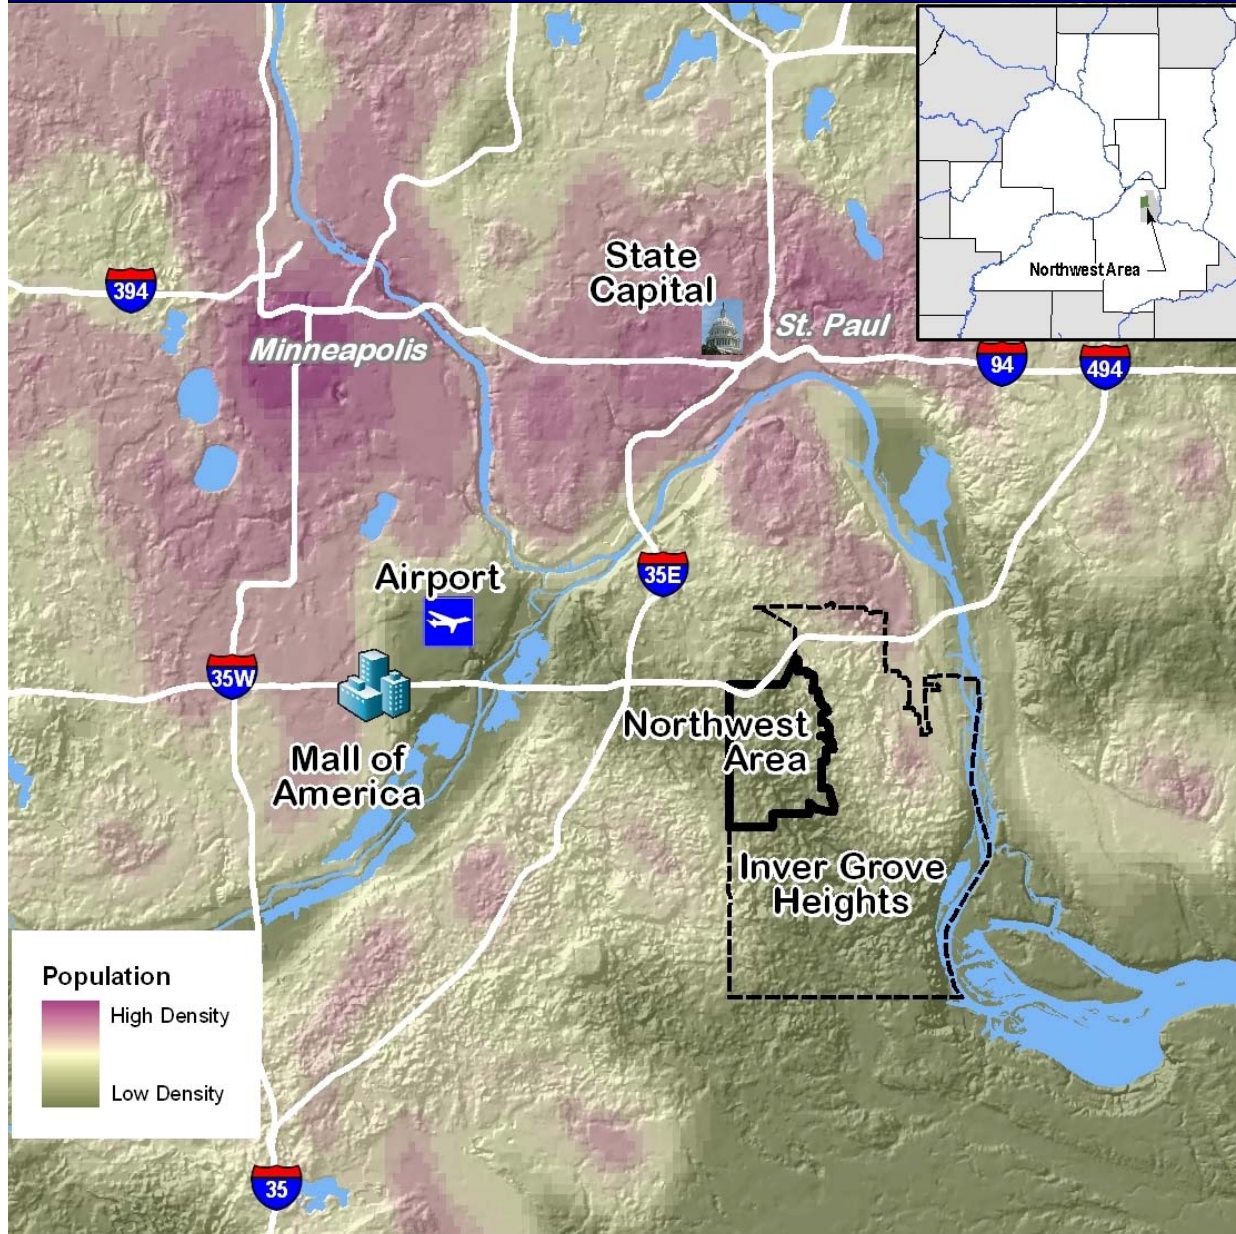 Northwest Area
State
Capital
394
St. Paul
Minneapolis
94
494
35E
Airport
35W
Northwest
Area
Mall of
America
Inver Grove
Heights
Population
High Density
Low Density
35